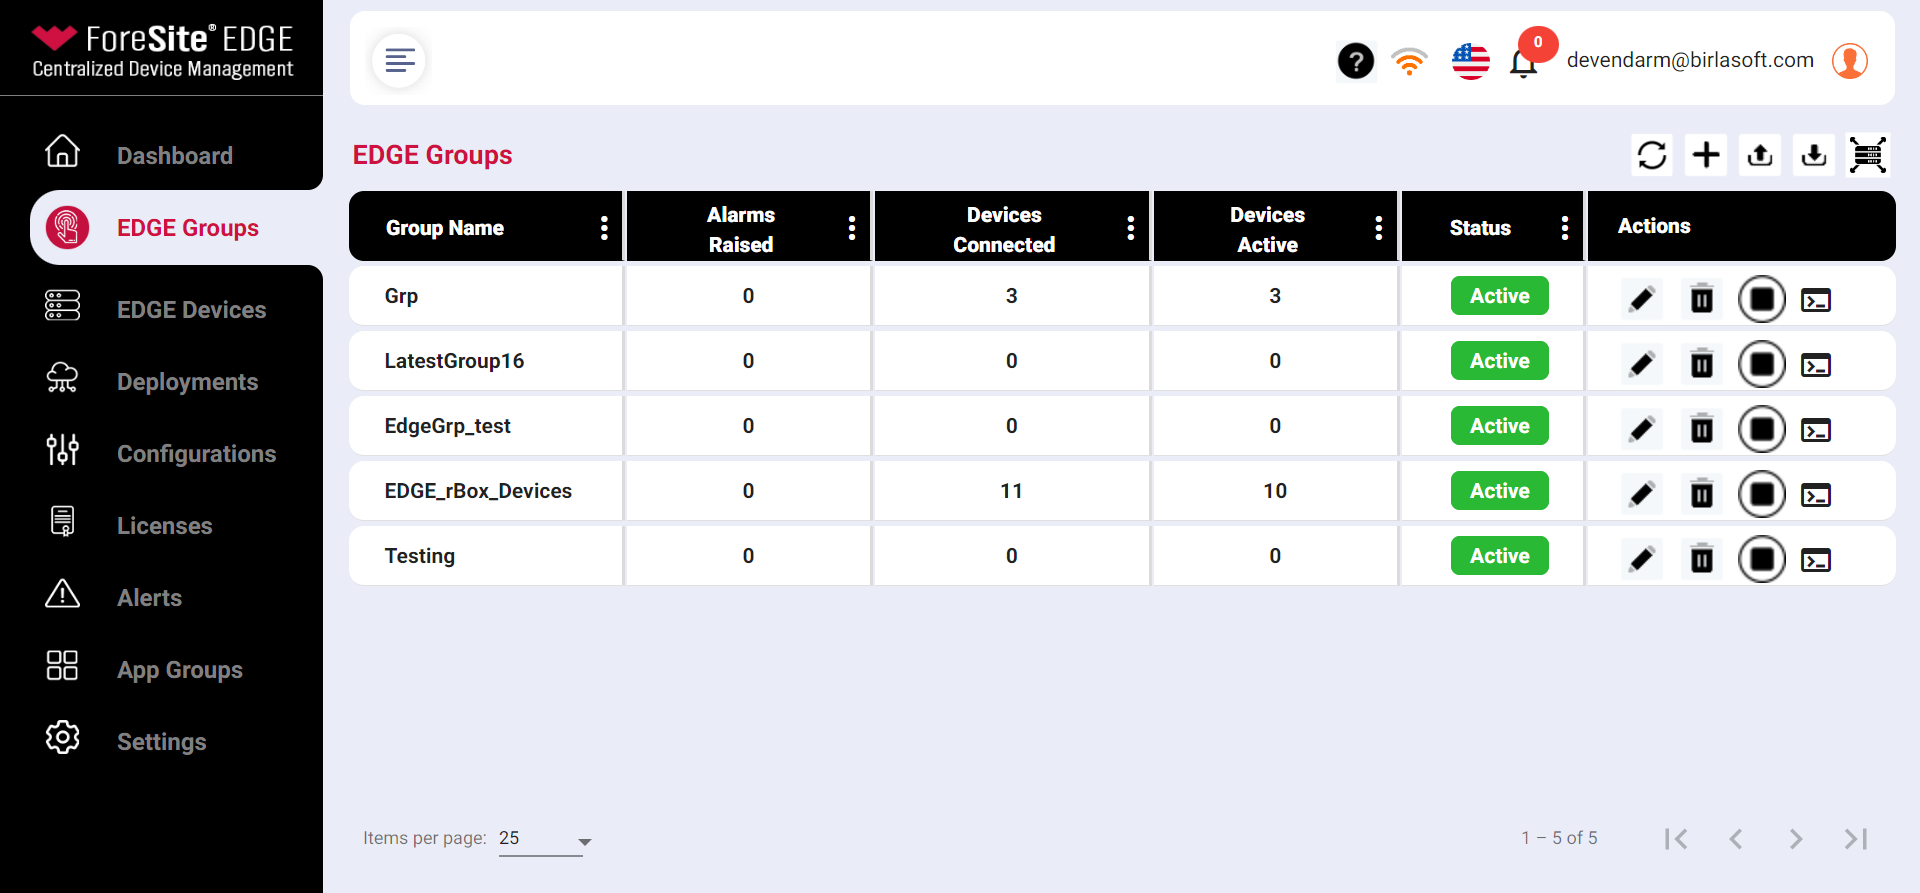 ForeSite® EDGE
Centralized Device Management
Dashboard
EDGE Groups
EDGE Devices
Deployments
Configurations
Licenses
Alerts
App Groups
Settings
?
0
devendarm@birlasoft.com
EDGE Groups
Group Name Alarms Raised Devices Connected Devices Active Status Actions
Grp 0 3 3 Active
LatestGroup16 0 0 0 Active
EdgeGrp_test 0 0 0 Active
EDGE_rBox_Devices 0 11 10 Active
Testing 0 0 0 Active
Items per page: 25
1 – 5 of 5